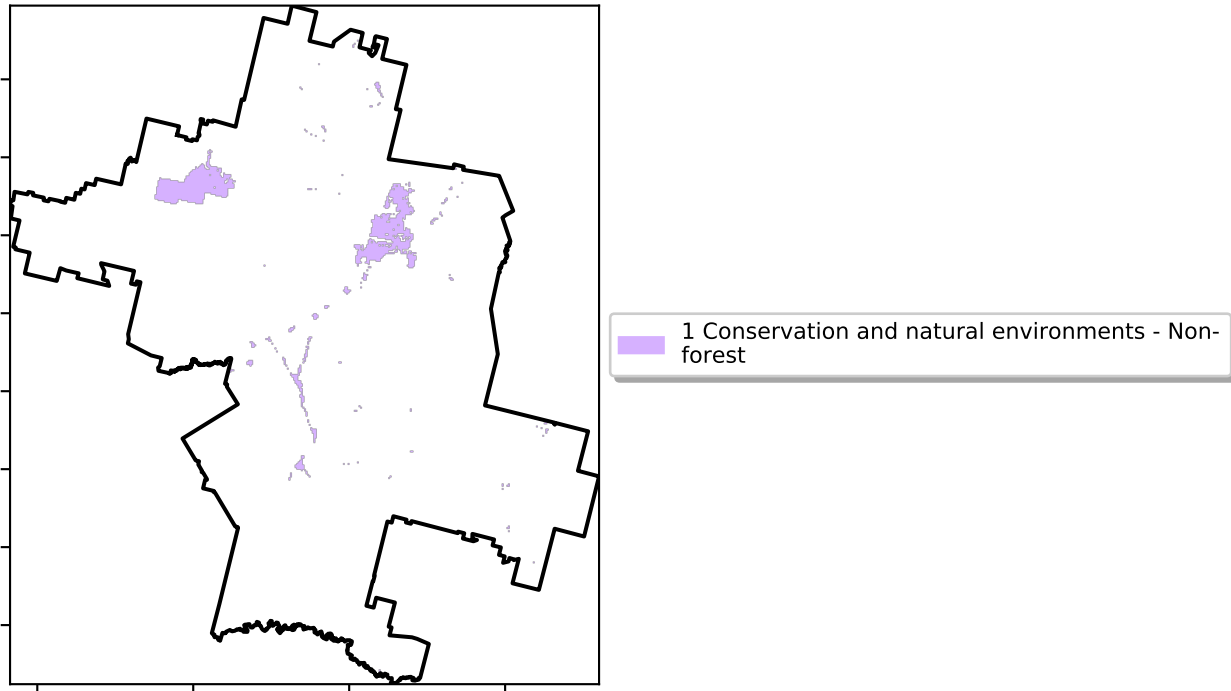 1 Conservation and natural environments - Non-
forest